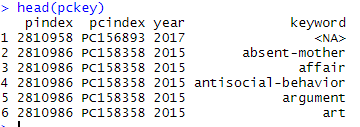 > head(pckey)
pindex pcindex year keyword
1 2810958 PC156893 2017 <NA>
2 2810986 PC158358 2015 absent-mother
3 2810986 PC158358 2015 affair
4 2810986 PC158358 2015 antisocial-behavior
5 2810986 PC158358 2015 argument
6 2810986 PC158358 2015 art
>